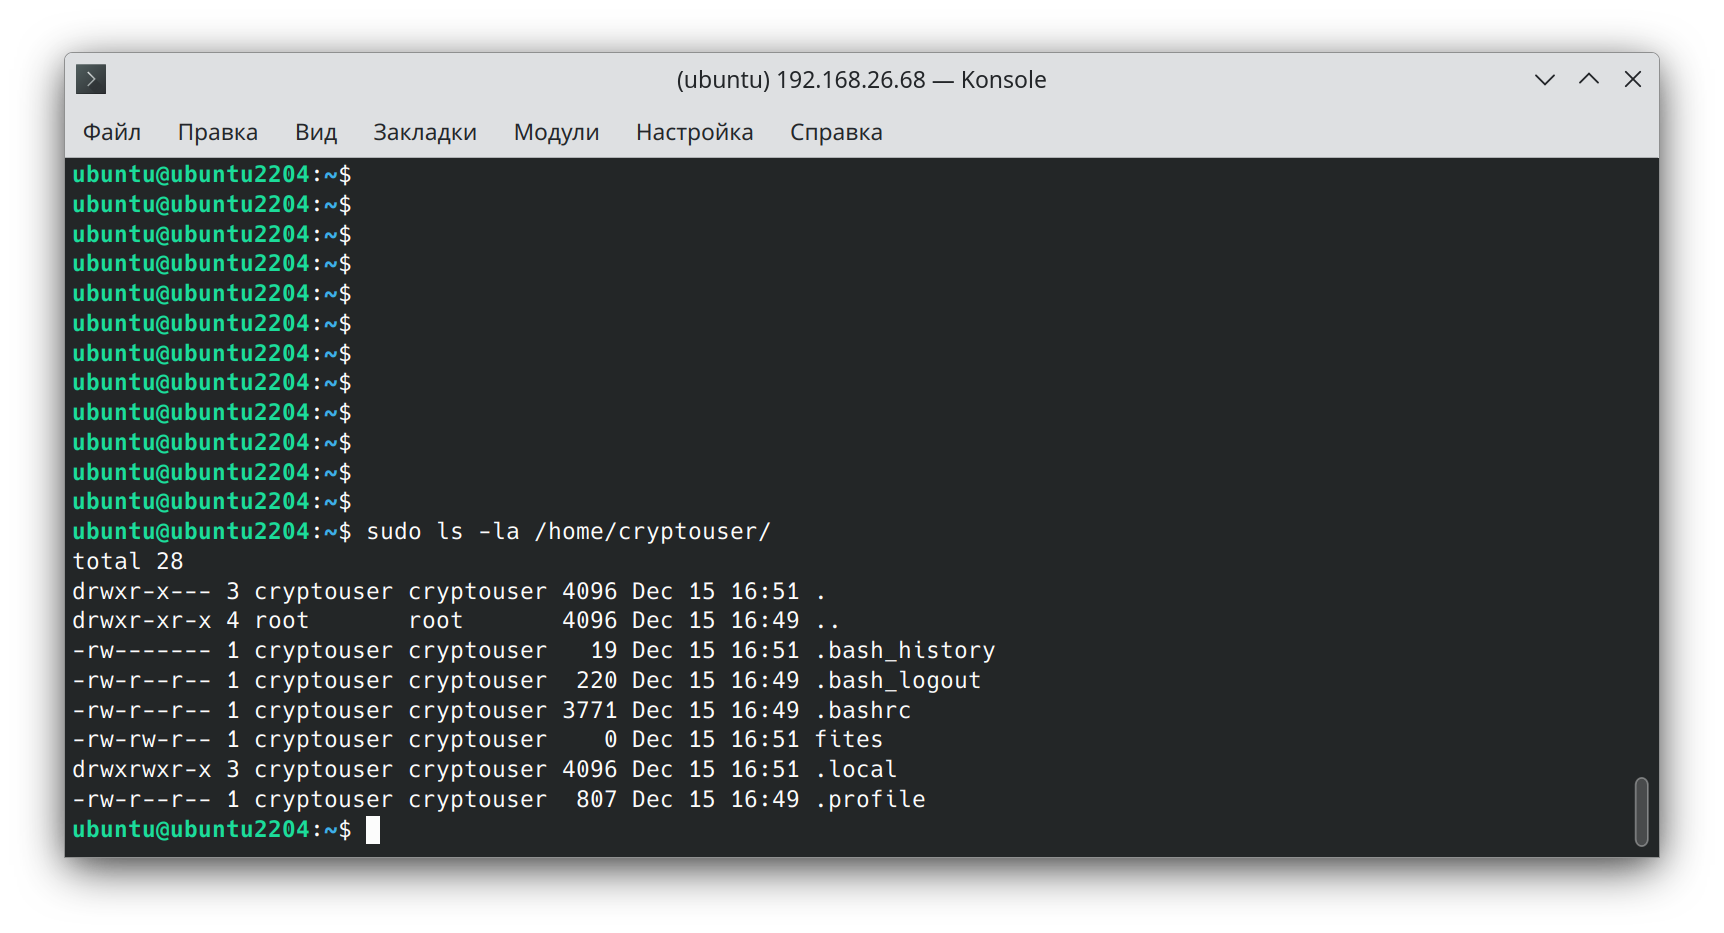 (ubuntu) 192.168.26.68 — Konsole
Файл Правка Вид Закладки Модули Настройка Справка
ubuntu@ubuntu2204:~$
ubuntu@ubuntu2204:~$
ubuntu@ubuntu2204:~$
ubuntu@ubuntu2204:~$
ubuntu@ubuntu2204:~$
ubuntu@ubuntu2204:~$
ubuntu@ubuntu2204:~$
ubuntu@ubuntu2204:~$
ubuntu@ubuntu2204:~$
ubuntu@ubuntu2204:~$
ubuntu@ubuntu2204:~$
ubuntu@ubuntu2204:~$
ubuntu@ubuntu2204:~$ sudo ls -la /home/cryptouser/
total 28
drwxr-x--- 3 cryptouser cryptouser 4096 Dec 15 16:51 .
drwxr-xr-x 4 root       root       4096 Dec 15 16:49 ..
-rw------- 1 cryptouser cryptouser   19 Dec 15 16:51 .bash_history
-rw-r--r-- 1 cryptouser cryptouser  220 Dec 15 16:49 .bash_logout
-rw-r--r-- 1 cryptouser cryptouser 3771 Dec 15 16:49 .bashrc
-rw-rw-r-- 1 cryptouser cryptouser    0 Dec 15 16:51 fites
drwxrwxr-x 3 cryptouser cryptouser 4096 Dec 15 16:51 .local
-rw-r--r-- 1 cryptouser cryptouser  807 Dec 15 16:49 .profile
ubuntu@ubuntu2204:~$